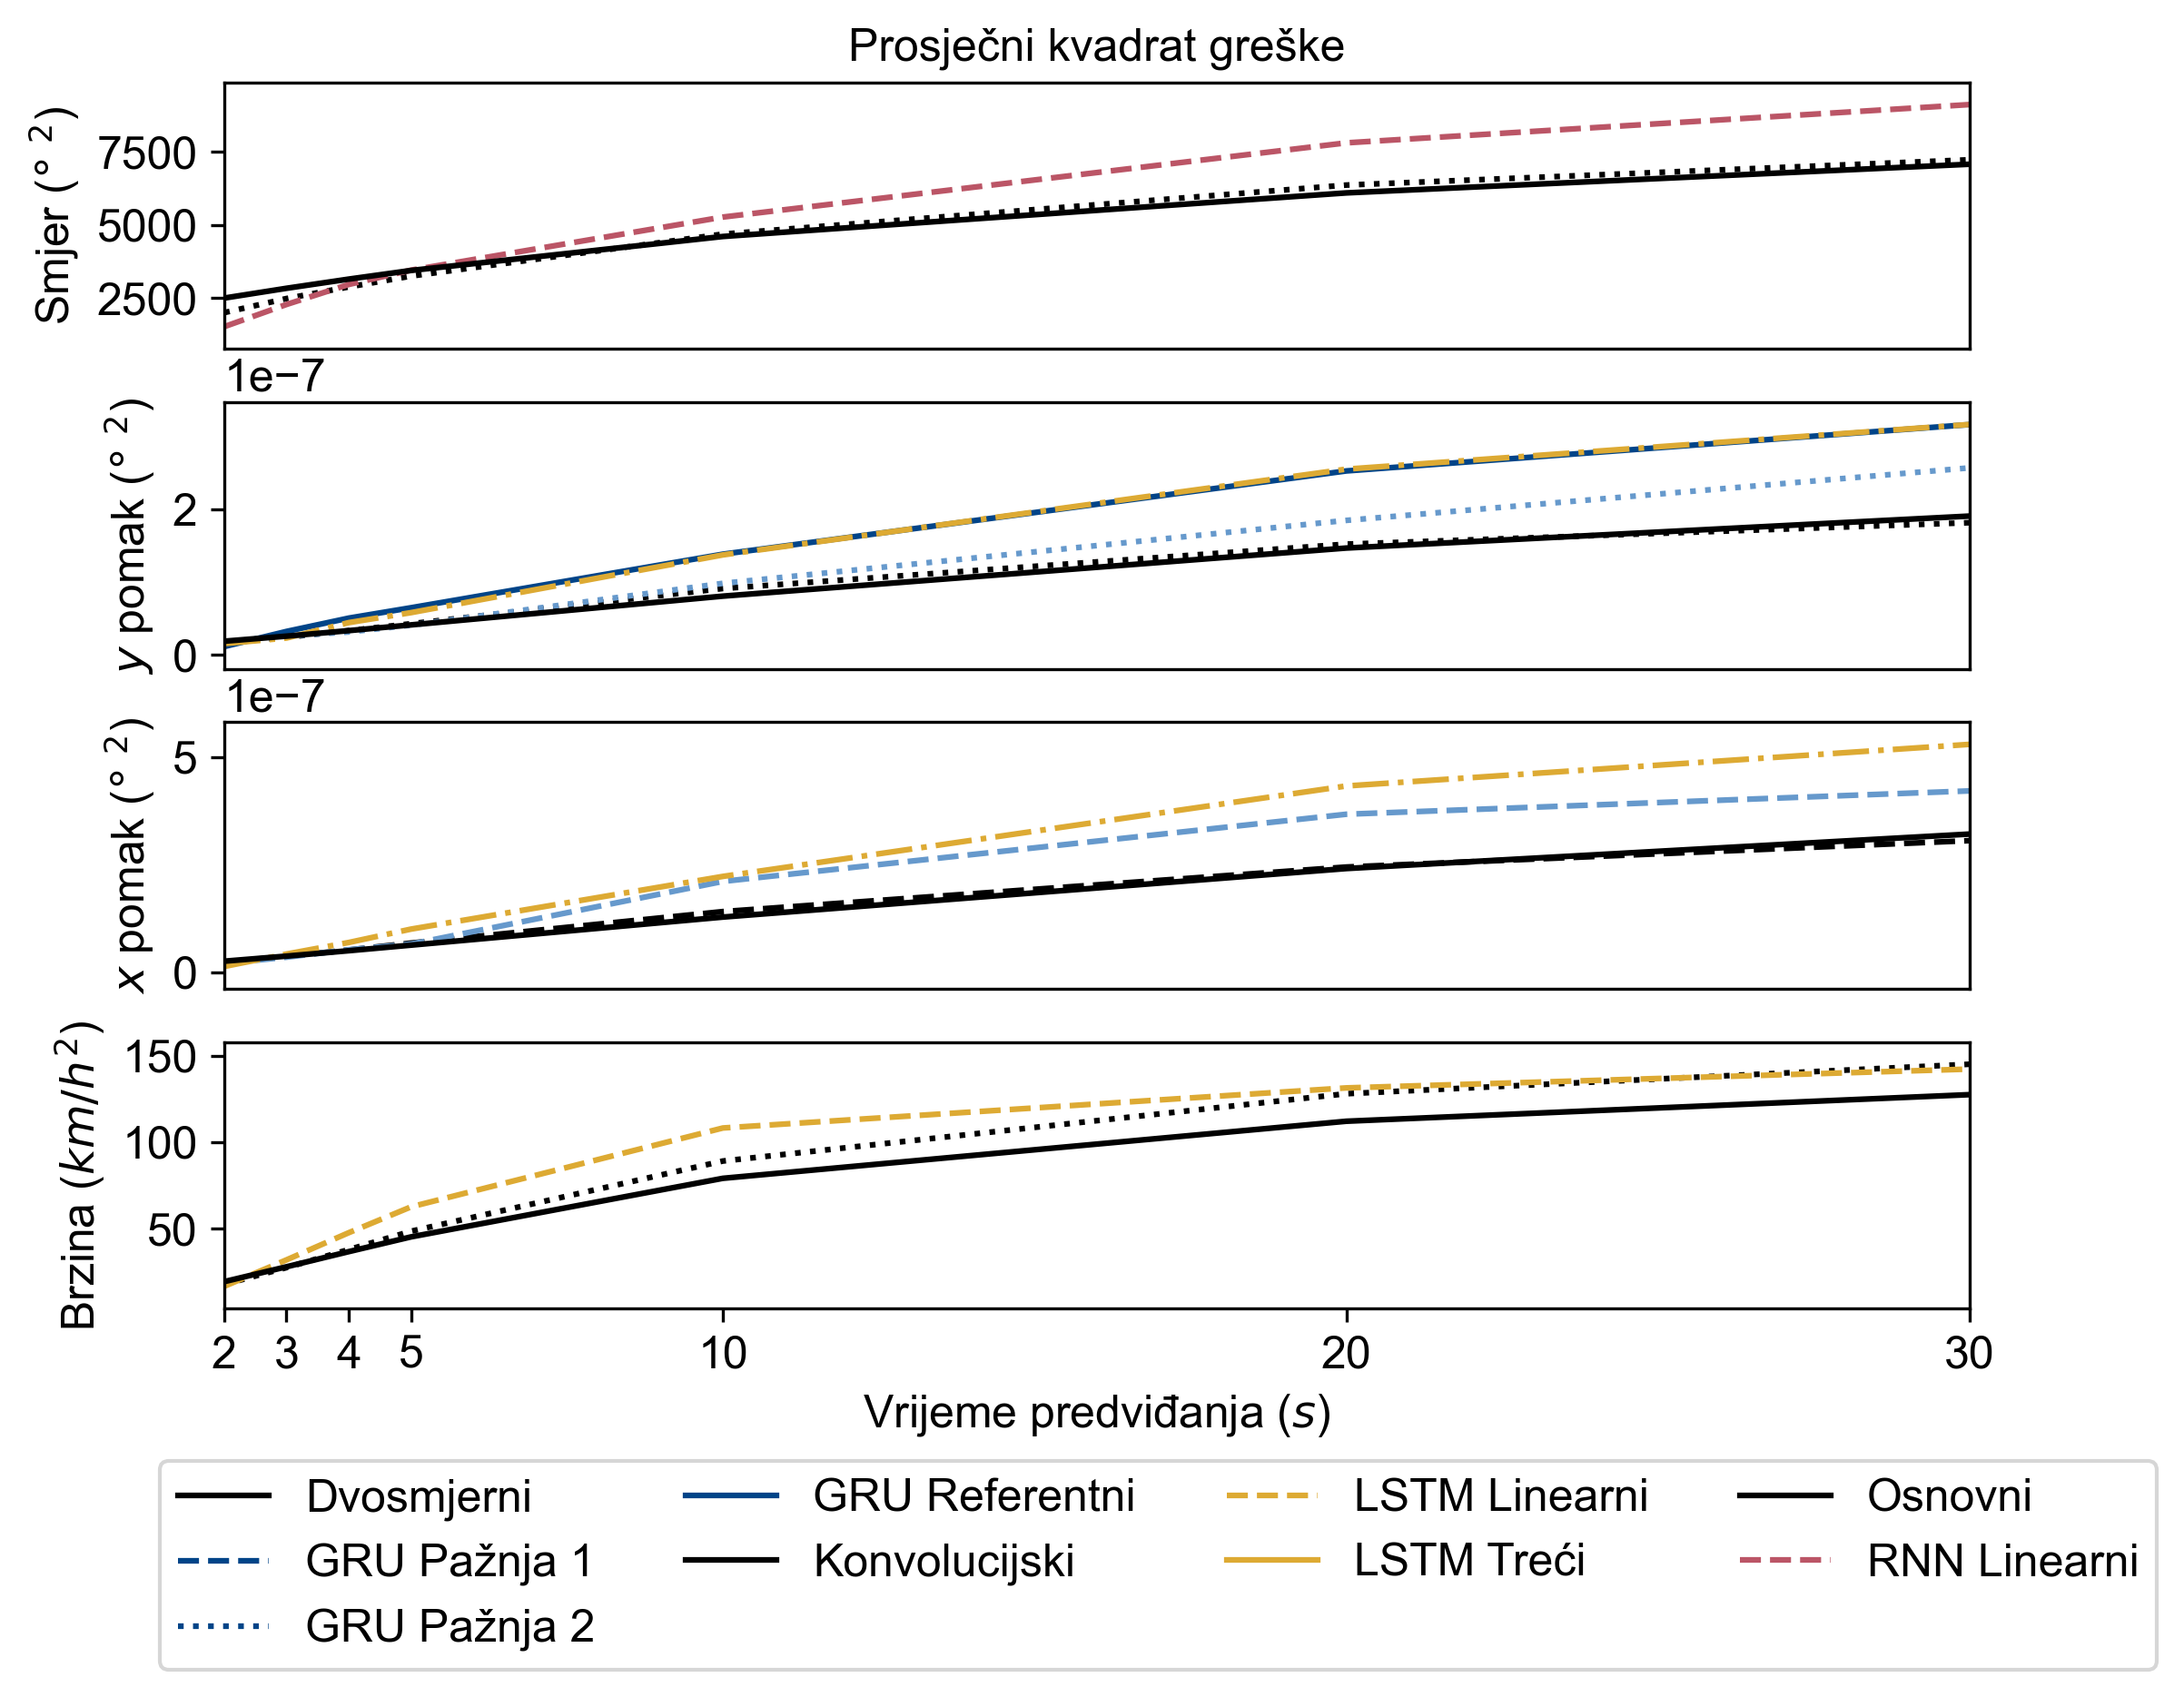 Prosječni kvadrat greške
Smjer (° ²)
7500
5000
2500
1e−7
y pomak (° ²)
2
0
1e−7
x pomak (° ²)
5
0
Brzina (km/h²)
150
100
50
2 3 4 5 10 20 30
Vrijeme predviđanja (s)
Dvosmjerni
GRU Pažnja 1
GRU Pažnja 2
GRU Referentni
Konvolucijski
LSTM Linearni
LSTM Treći
Osnovni
RNN Linearni